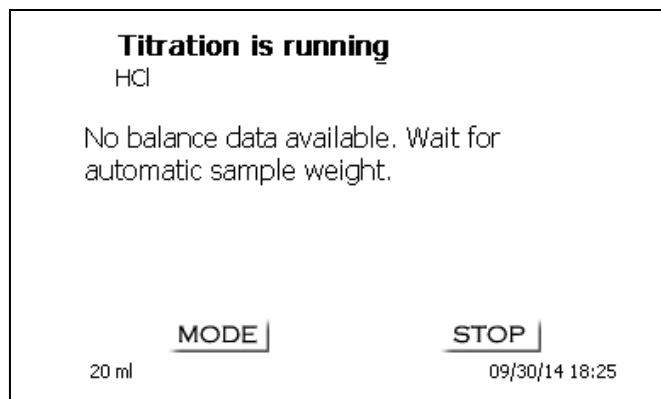 Titration is running
HCl
No balance data available. Wait for
automatic sample weight.
MODE STOP
20 ml 09/30/14 18:25